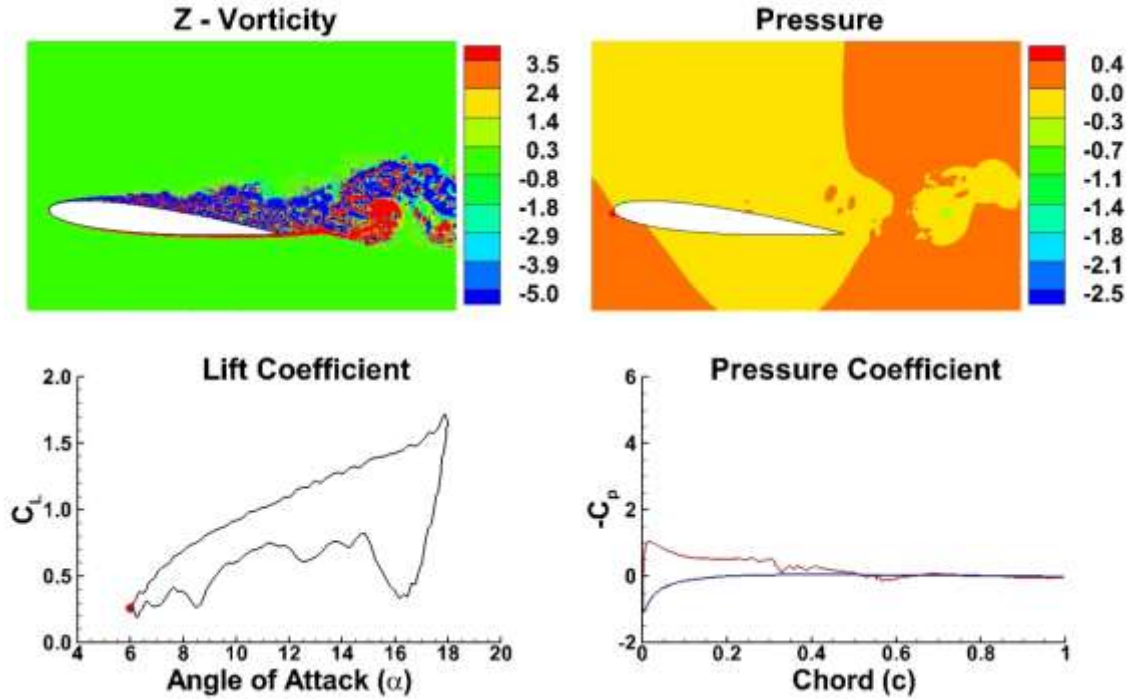 Z - Vorticity
3.5
2.4
1.4
0.3
-0.8
-1.8
-2.9
-3.9
-5.0
Pressure
0.4
0.0
-0.3
-0.7
-1.1
-1.4
-1.8
-2.1
-2.5
Lift Coefficient
2.0
1.5
1.0
0.5
0.0
C_L
4 6 8 10 12 14 16 18 20
Angle of Attack (α)
Pressure Coefficient
6
4
2
0
-2
-C_p
0 0.2 0.4 0.6 0.8 1
Chord (c)